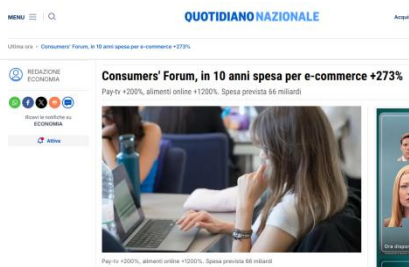 MENU
QUOTIDIANO NAZIONALE
Acqui
Ultima ora
Consumers' Forum, in 10 anni spesa per e-commerce +273%
REDAZIONE
ECONOMIA
Ricevi le notifiche su
ECONOMIA
Attiva
Consumers' Forum, in 10 anni spesa per e-commerce +273%
Pay-tv +200%, alimenti online +1200%. Spesa prevista 66 miliardi
Ora dispon
Pay-tv +200%, alimenti online +1200%. Spesa prevista 66 miliardi